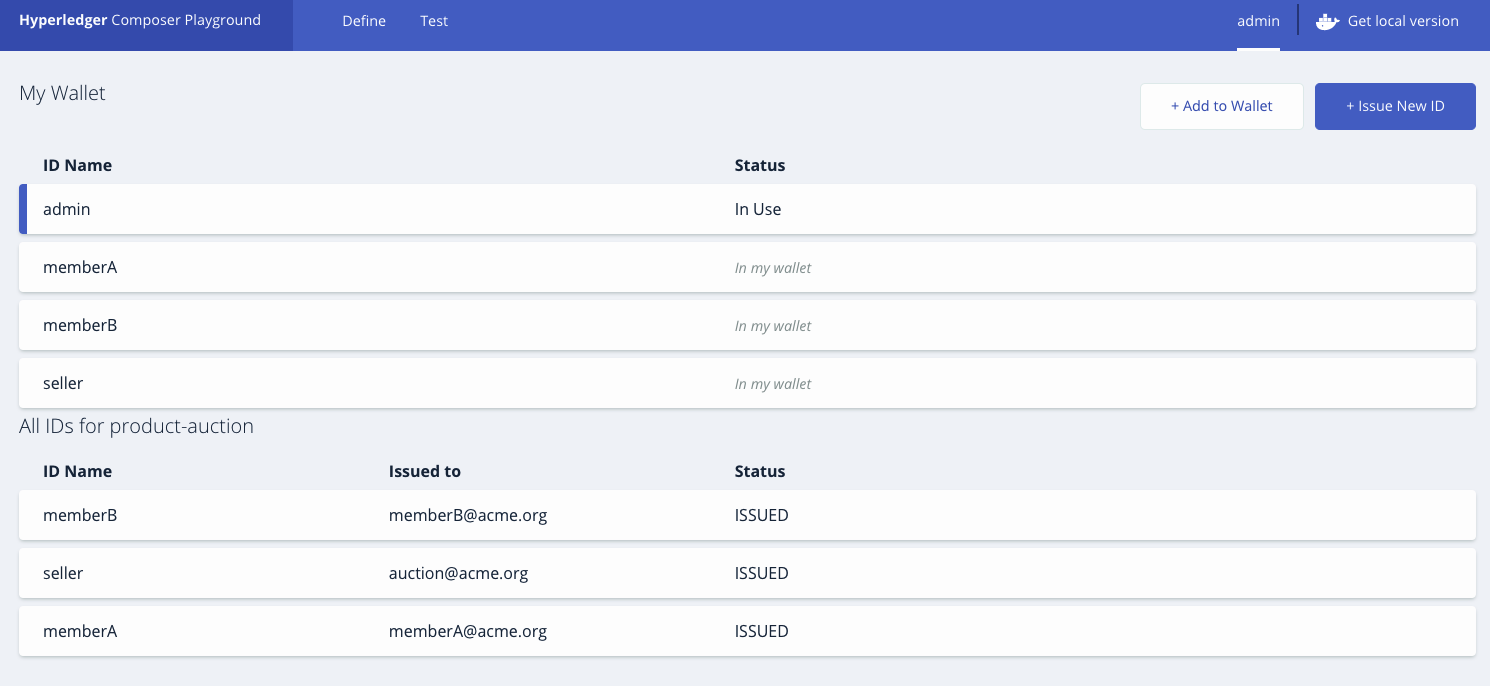 Hyperledger Composer Playground Define Test admin Get local version
My Wallet + Add to Wallet + Issue New ID
ID Name Status
admin In Use
memberA In my wallet
memberB In my wallet
seller In my wallet
All IDs for product-auction
ID Name Issued to Status
memberB memberB@acme.org ISSUED
seller auction@acme.org ISSUED
memberA memberA@acme.org ISSUED